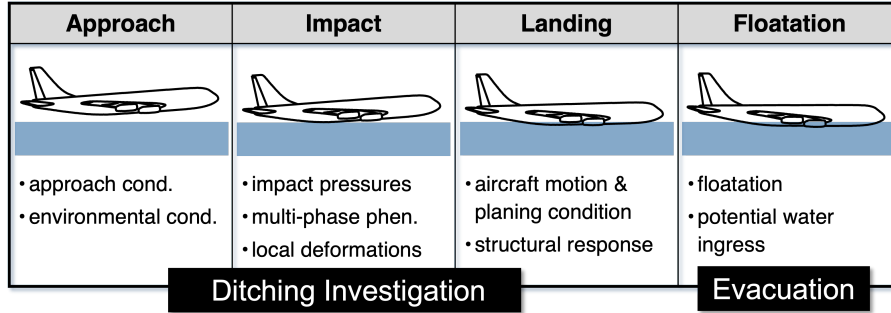 Approach
Impact
Landing
Floatation
• approach cond.
• environmental cond.
• impact pressures
• multi-phase phen.
• local deformations
• aircraft motion &
planing condition
• structural response
• floatation
• potential water
ingress
Ditching Investigation
Evacuation